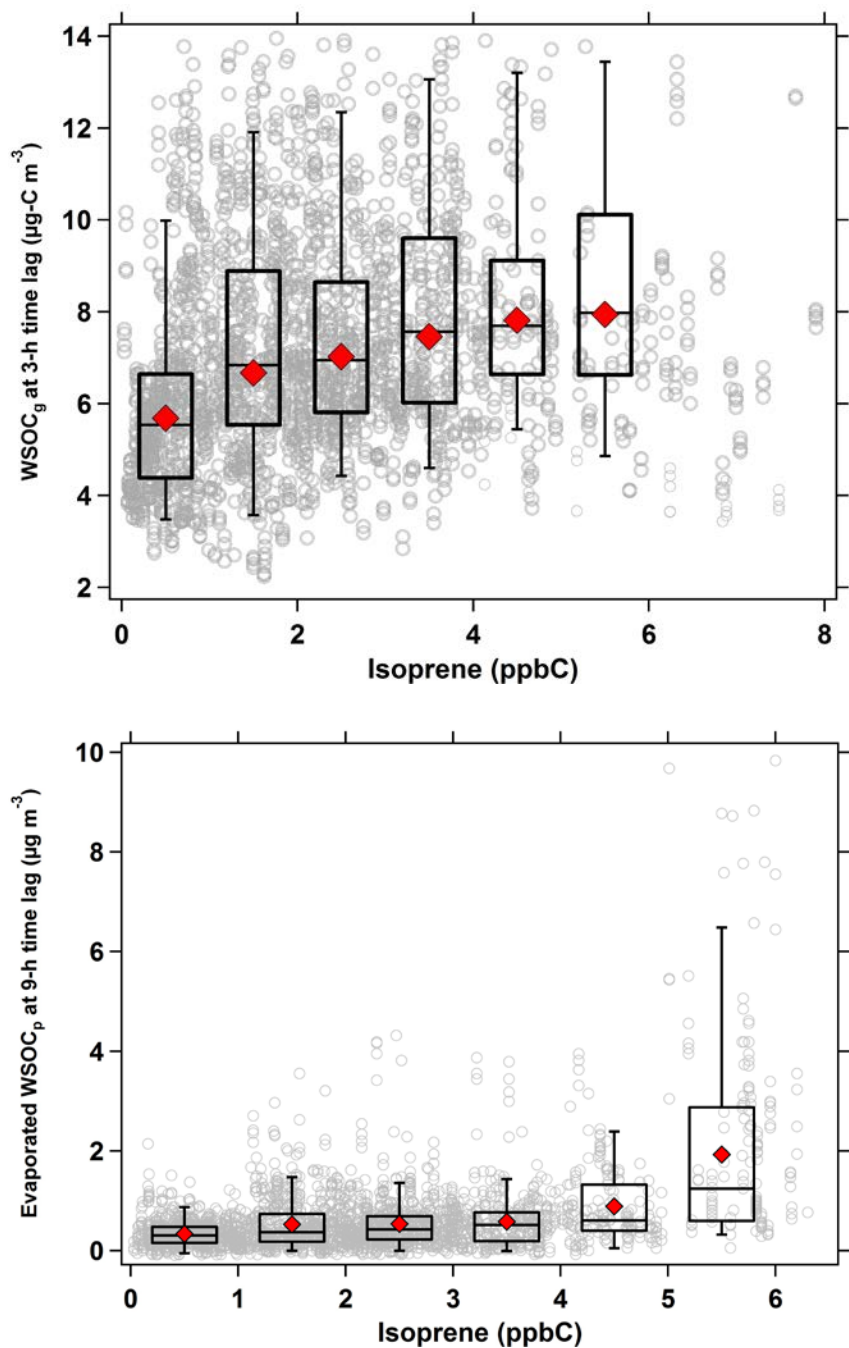 14
12
10
8
6
4
2
WSOCg at 3-h time lag (µg-C m-3)
0 2 4 6 8
Isoprene (ppbC)
10
8
6
4
2
0
Evaporated WSOCp at 9-h time lag (µg m-3)
0 1 2 3 4 5 6
Isoprene (ppbC)